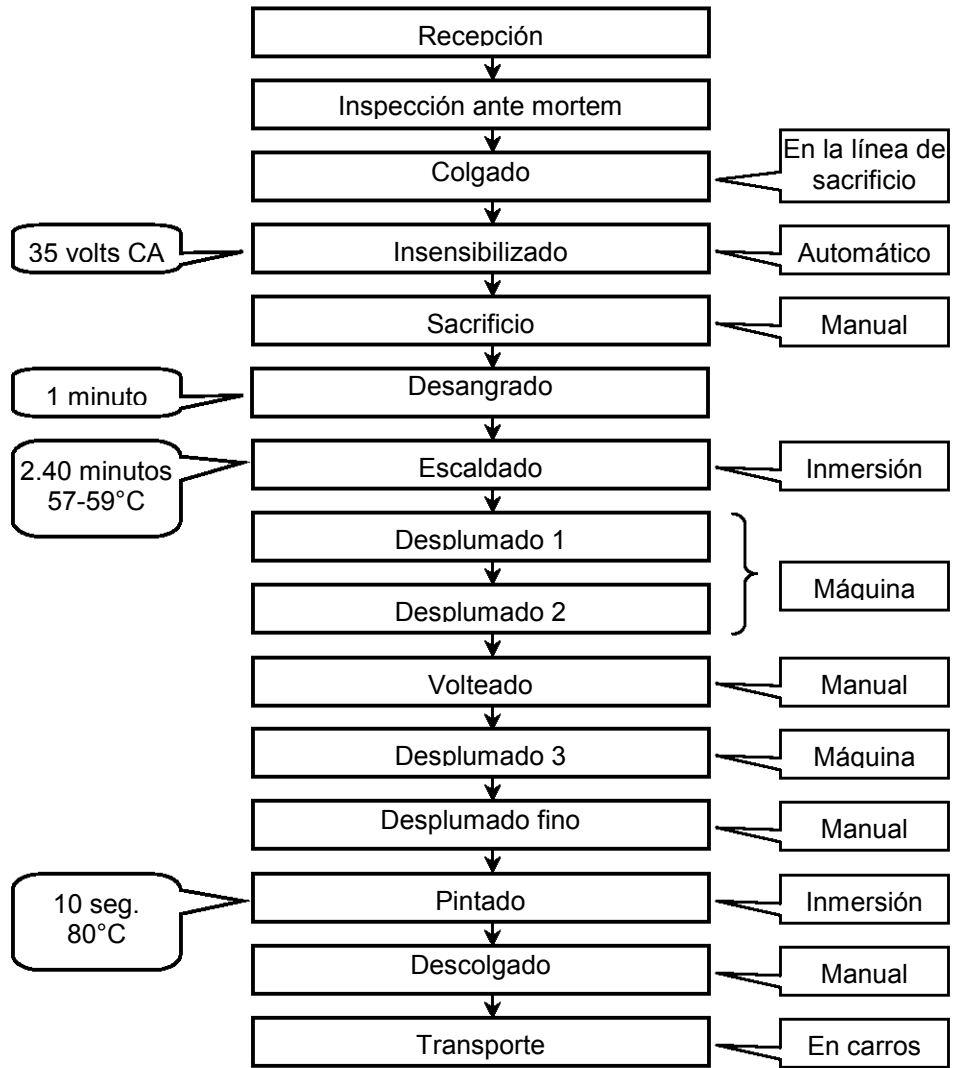 Recepción
Inspección ante mortem
Colgado
En la línea de
sacrificio
35 volts CA
Insensibilizado
Automático
Sacrificio
Manual
1 minuto
Desangrado
2.40 minutos
57-59°C
Escaldado
Inmersión
Desplumado 1
Desplumado 2
Máquina
Volteado
Manual
Desplumado 3
Máquina
Desplumado fino
Manual
10 seg.
80°C
Pintado
Inmersión
Descolgado
Manual
Transporte
En carros